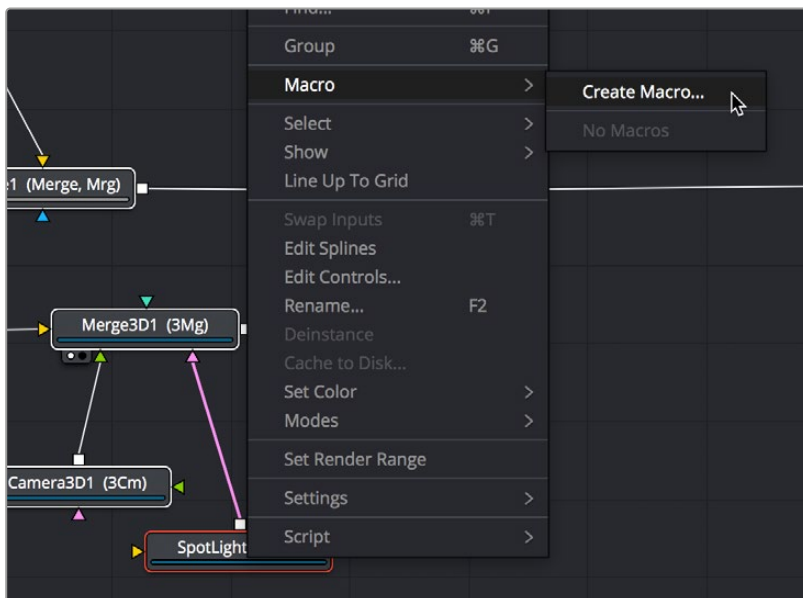 Find... ⌘F
Group ⌘G
Macro >
Create Macro...
No Macros
Select >
Show >
Line Up To Grid
Swap Inputs ⌘T
Edit Splines
Edit Controls...
Rename... F2
Deinstance
Cache to Disk...
Set Color >
Modes >
Set Render Range
Settings >
Script >
1 (Merge, Mrg)
Merge3D1 (3Mg)
Camera3D1 (3Cm)
SpotLight